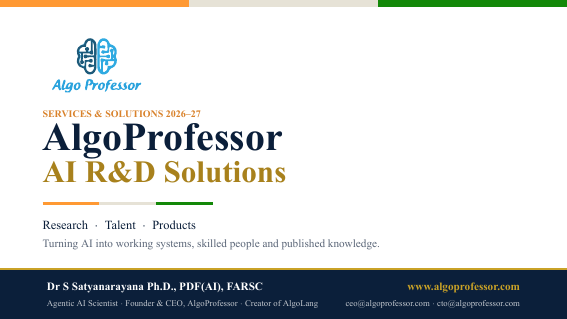 Algo Professor
SERVICES & SOLUTIONS 2026–27
AlgoProfessor
AI R&D Solutions
Research · Talent · Products
Turning AI into working systems, skilled people and published knowledge.
Dr S Satyanarayana Ph.D., PDF(AI), FARSC
www.algoprofessor.com
Agentic AI Scientist · Founder & CEO, AlgoProfessor · Creator of AlgoLang
ceo@algoprofessor.com · cto@algoprofessor.com